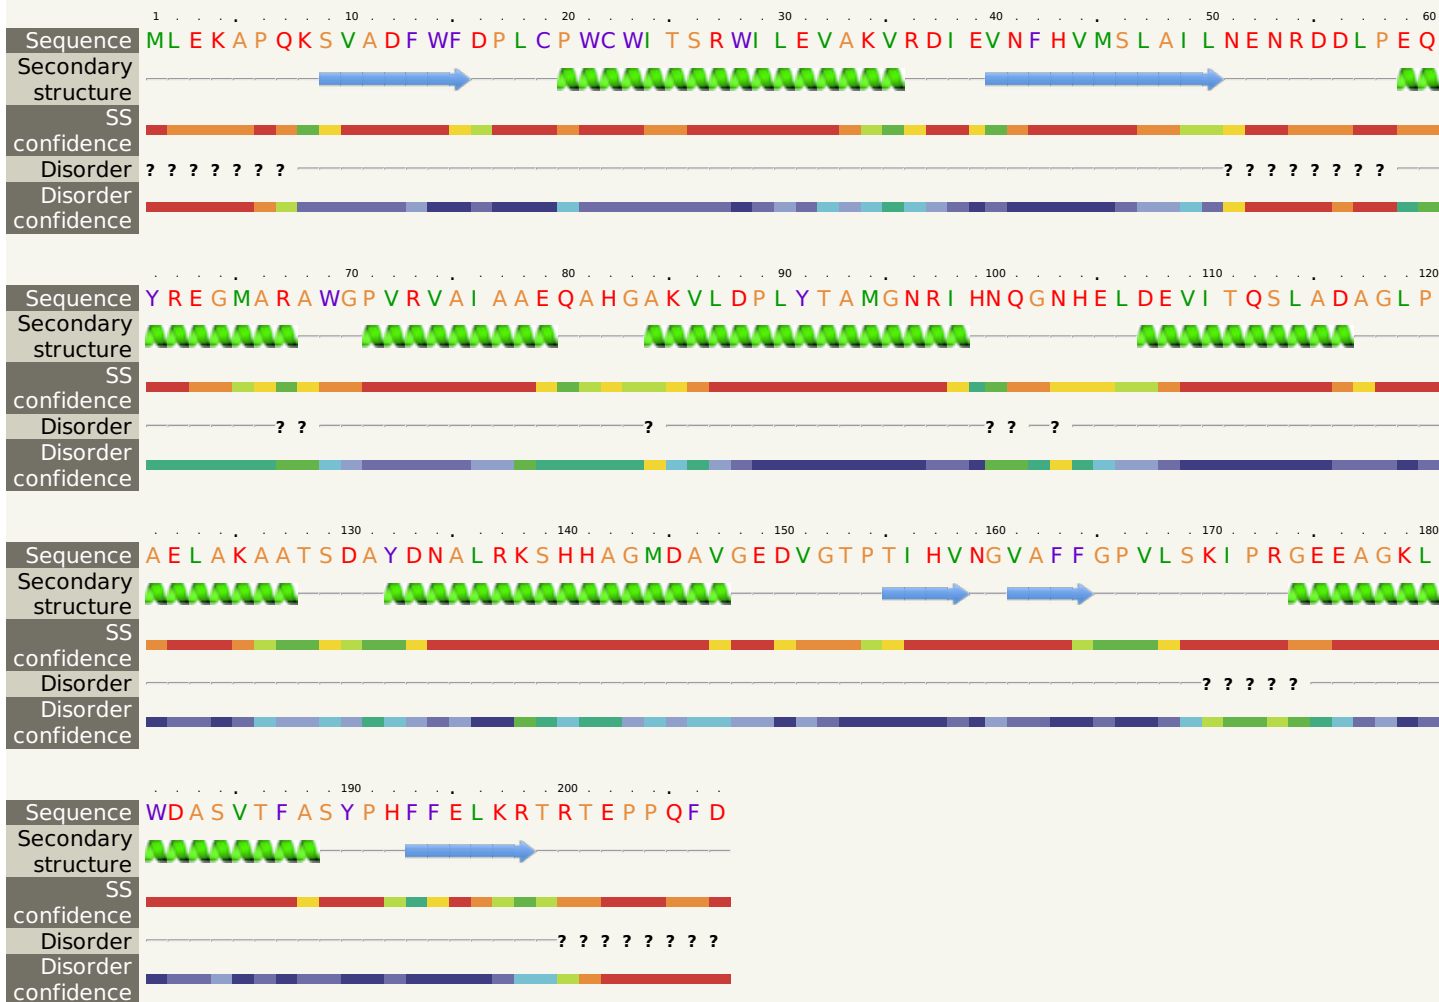 1 10 20 30 40 50 60
Sequence MLEKAPQKSVADFWFDPLCPWCWITSRWILEVAKVRDIEVNFHVMSLAILNENRDDLPEQ
Secondary
structure
SS
confidence
Disorder ? ? ? ? ? ? ? ? ? ? ? ? ? ? ?
Disorder
confidence
70 80 90 100 110 120
Sequence YREGMARAWGPVRVAIAAEQAHGAKVLDPLYTAMGNRIHNQGNHELDEVITQSLADAGLP
Secondary
structure
SS
confidence
Disorder ? ? ? ? ? ?
Disorder
confidence
130 140 150 160 170 180
Sequence AELAKAATSDAYDNALRKSHHAGMDAVGEDVGTPTIHVNGVAFFGPVLSKIPRGEEAGKL
Secondary
structure
SS
confidence
Disorder ? ? ? ? ?
Disorder
confidence
190 200
Sequence WDASVTFASYPHFFELKRTRTEPPQFD
Secondary
structure
SS
confidence
Disorder ? ? ? ? ? ? ? ?
Disorder
confidence